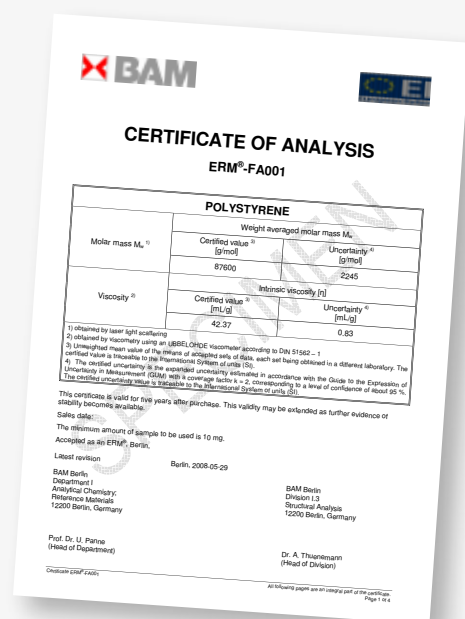 BAM
CERTIFICATE OF ANALYSIS
ERM®-FA001
POLYSTYRENE
Molar mass Mw 1)
Weight averaged molar mass Mw
Certified value 3)
[g/mol]
Uncertainty 4)
[g/mol]
87600
2245
Viscosity 2)
Intrinsic viscosity [η]
Certified value 3)
[mL/g]
Uncertainty 4)
[mL/g]
42.37
0.83
1) obtained by laser light scattering
2) obtained by viscometry using an UBBELOHDE viscometer according to DIN 51562 – 1
3) Unweighted mean value of the means of accepted sets of data, each set being obtained in a different laboratory. The
certified value is traceable to the International System of units (SI).
4) The certified uncertainty is the expanded uncertainty estimated in accordance with the Guide to the Expression of
Uncertainty in Measurement (GUM) with a coverage factor k = 2, corresponding to a level of confidence of about 95 %.
The certified uncertainty value is traceable to the International System of units (SI).
SPECIMEN
This certificate is valid for five years after purchase. This validity may be extended as further evidence of
stability becomes available.
Sales date:
The minimum amount of sample to be used is 10 mg.
Accepted as an ERM®, Berlin,
Latest revision
Berlin, 2008-05-29
BAM Berlin
Department I
Analytical Chemistry;
Reference Materials
12200 Berlin, Germany
BAM Berlin
Division I.3
Structural Analysis
12200 Berlin, Germany
Prof. Dr. U. Panne
(Head of Department)
Dr. A. Thuenemann
(Head of Division)
Certificate ERM®-FA001
All following pages are an integral part of the certificate.
Page 1 of 4